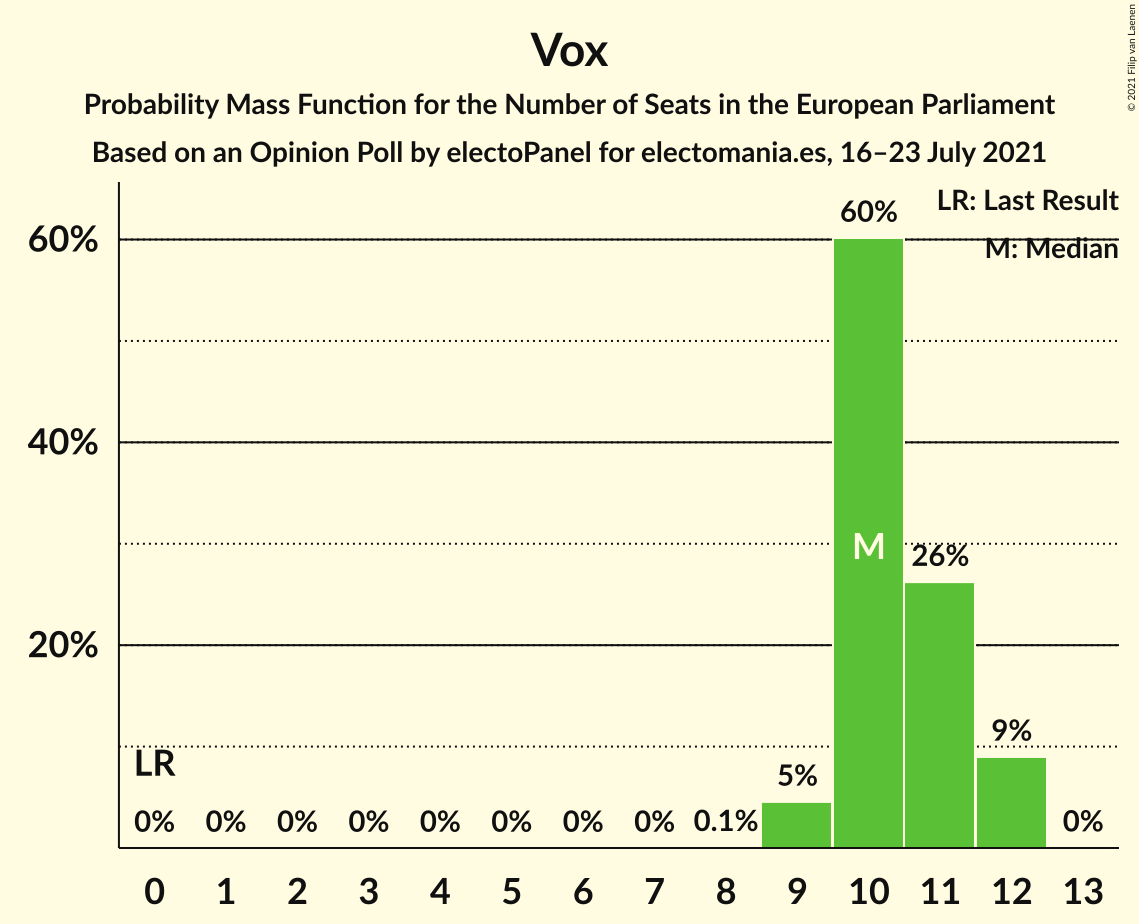 Vox
Probability Mass Function for the Number of Seats in the European Parliament
Based on an Opinion Poll by electoPanel for electomania.es, 16–23 July 2021
© 2021 Filip van Laenen
LR: Last Result
M: Median
60%
40%
20%
60%
M
26%
9%
5%
LR
0% 0% 0% 0% 0% 0% 0% 0% 0.1% 0%
0 1 2 3 4 5 6 7 8 9 10 11 12 13